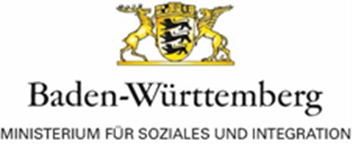 Baden-Württemberg
MINISTERIUM FÜR SOZIALES UND INTEGRATION